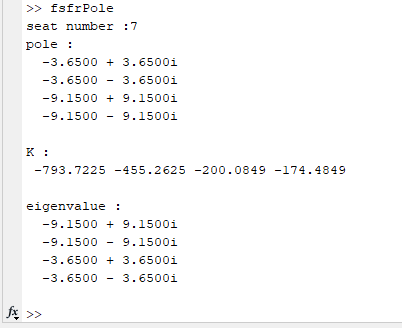 >> fsfrPole
seat number :7
pole :
-3.6500 + 3.6500i
-3.6500 - 3.6500i
-9.1500 + 9.1500i
-9.1500 - 9.1500i
K :
-793.7225 -455.2625 -200.0849 -174.4849
eigenvalue :
-9.1500 + 9.1500i
-9.1500 - 9.1500i
-3.6500 + 3.6500i
-3.6500 - 3.6500i
fx >>